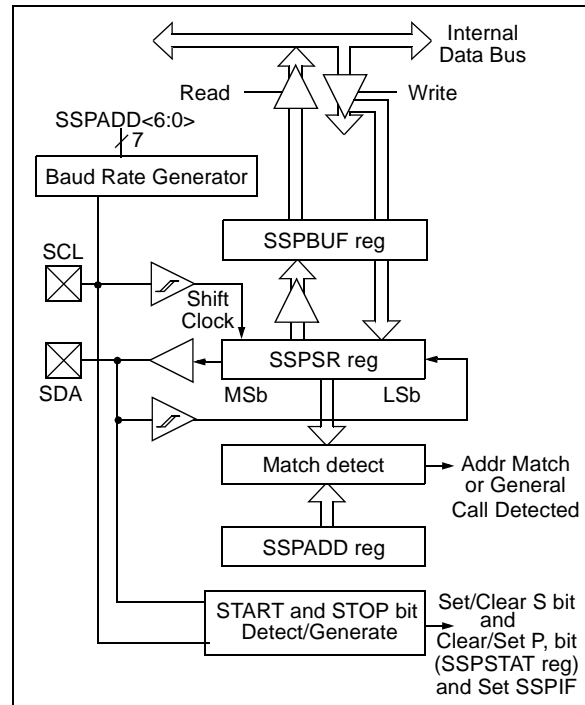 Internal
Data Bus
Read
Write
SSPADD<6:0>
7
Baud Rate Generator
SSPBUF reg
SCL
Shift
Clock
SSPSR reg
SDA
MSb
LSb
Match detect
Addr Match
or General
Call Detected
SSPADD reg
START and STOP bit
Detect/Generate
Set/Clear S bit
and
Clear/Set P, bit
(SSPSTAT reg)
and Set SSPIF